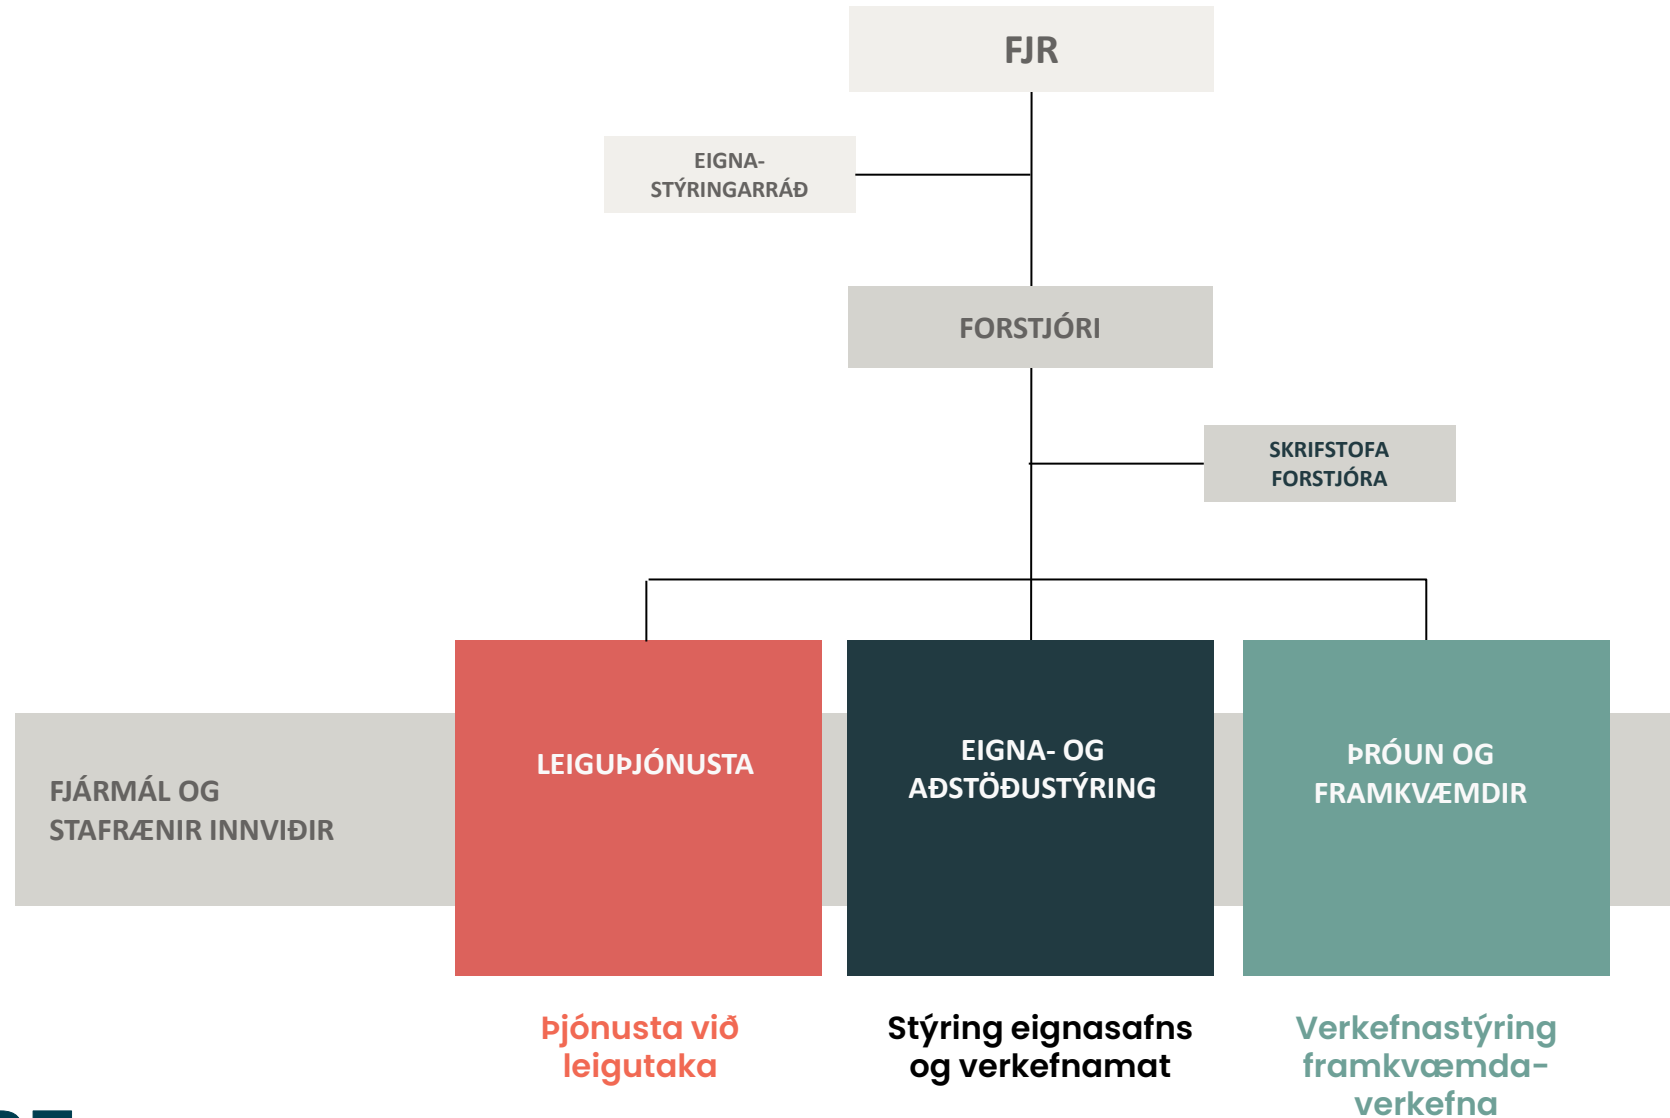 FJR
EIGNA-
STÝRINGARRÁÐ
FORSTJÓRI
SKRIFSTOFA
FORSTJÓRA
FJÁRMÁL OG
STAFRÆNIR INNVIÐIR
LEIGUÞJÓNUSTA
EIGNA- OG
AÐSTÖÐUSTÝRING
ÞRÓUN OG
FRAMKVÆMDIR
Þjónusta við
leigutaka
Stýring eignasafns
og verkefnamat
Verkefnastýring
framkvæmda-
verkefna